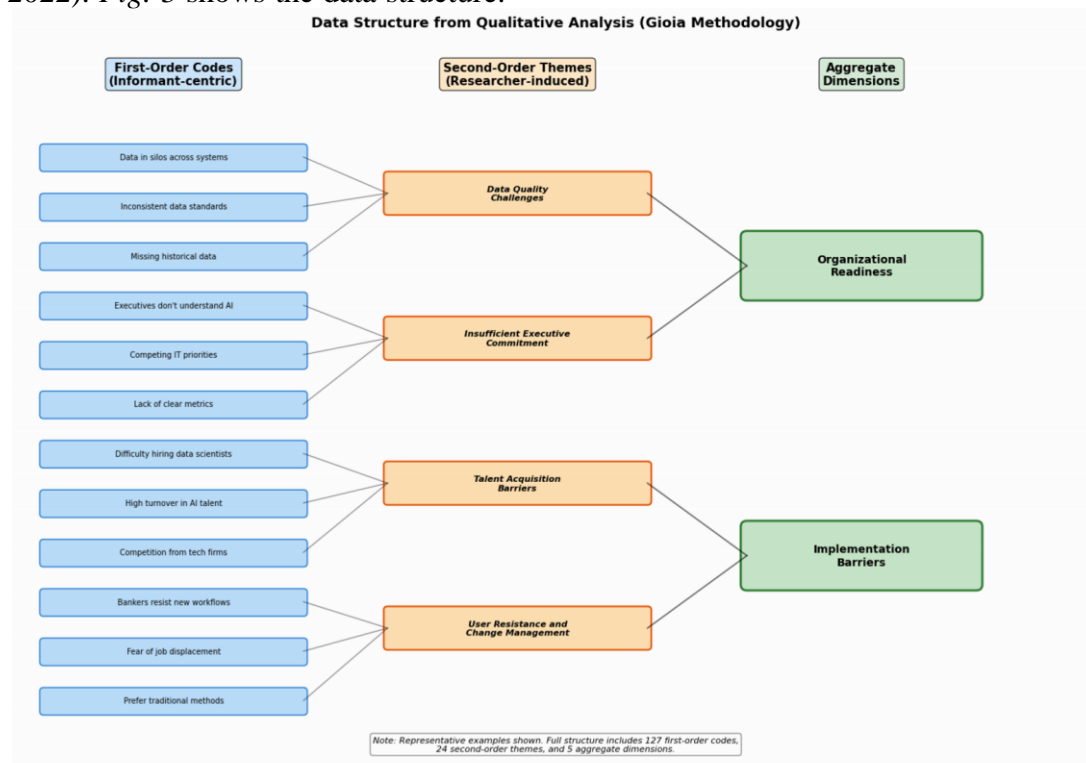 2022). Fig. 3 shows the data structure.
Data Structure from Qualitative Analysis (Gioia Methodology)
First-Order Codes
(Informant-centric)
Second-Order Themes
(Researcher-induced)
Aggregate
Dimensions
Data in silos across systems
Inconsistent data standards
Missing historical data
Executives don't understand AI
Competing IT priorities
Lack of clear metrics
Difficulty hiring data scientists
High turnover in AI talent
Competition from tech firms
Bankers resist new workflows
Fear of job displacement
Prefer traditional methods
Data Quality
Challenges
Insufficient Executive
Commitment
Talent Acquisition
Barriers
User Resistance and
Change Management
Organizational
Readiness
Implementation
Barriers
Note: Representative examples shown. Full structure includes 127 first-order codes,
24 second-order themes, and 5 aggregate dimensions.